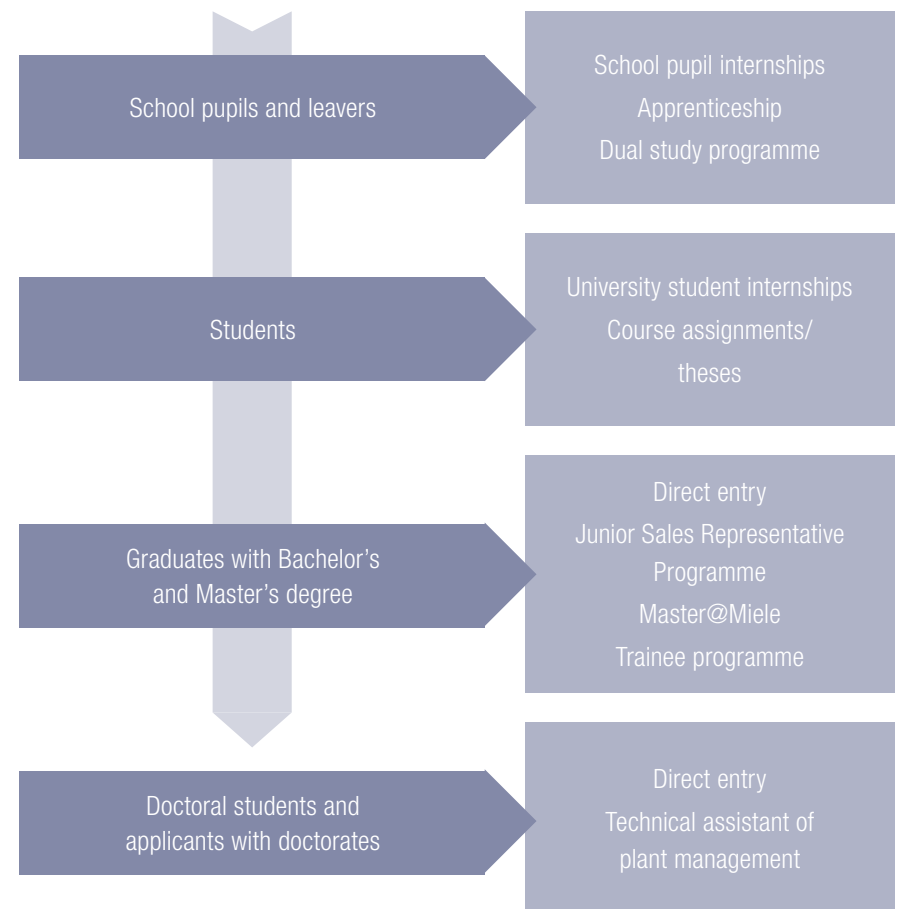 School pupils and leavers
School pupil internships
Apprenticeship
Dual study programme
Students
University student internships
Course assignments/
theses
Graduates with Bachelor’s
and Master’s degree
Direct entry
Junior Sales Representative
Programme
Master@Miele
Trainee programme
Doctoral students and
applicants with doctorates
Direct entry
Technical assistant of
plant management